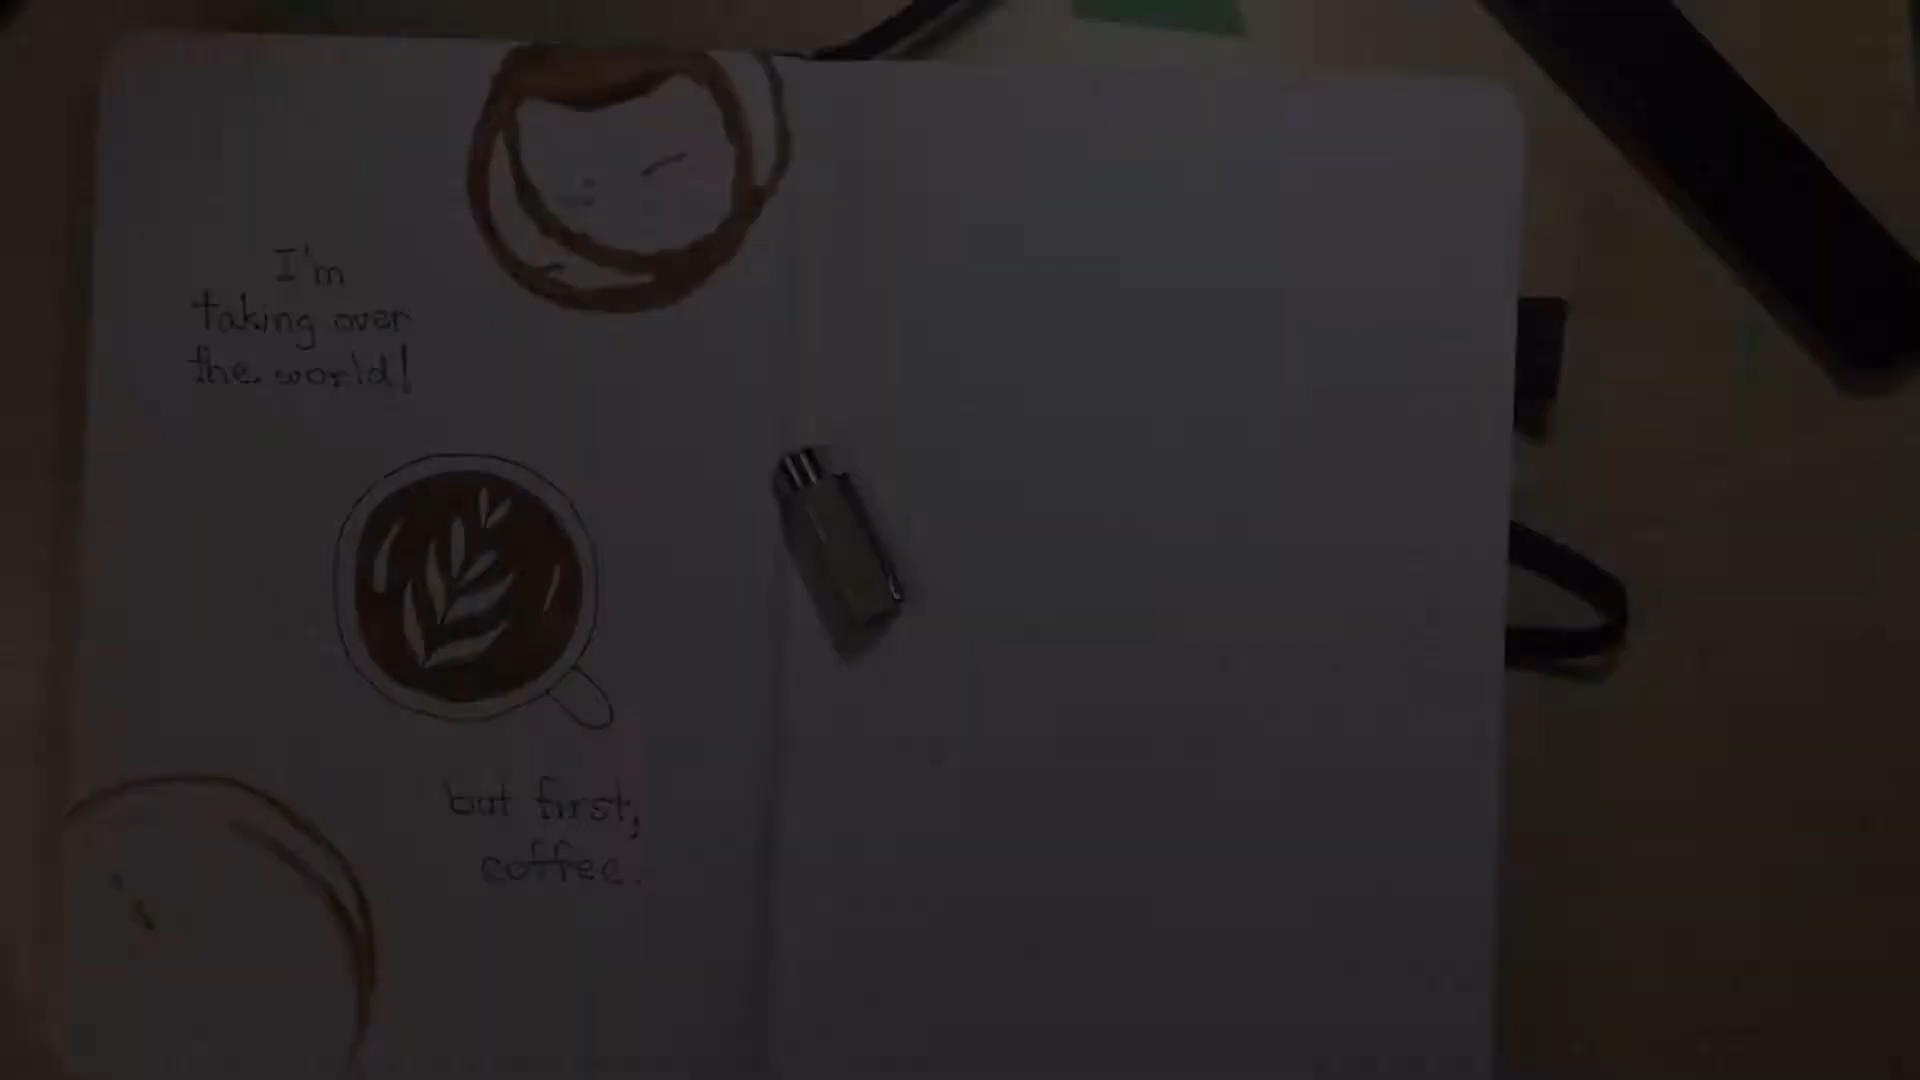 I'm
taking over
the world!
but first,
coffee.